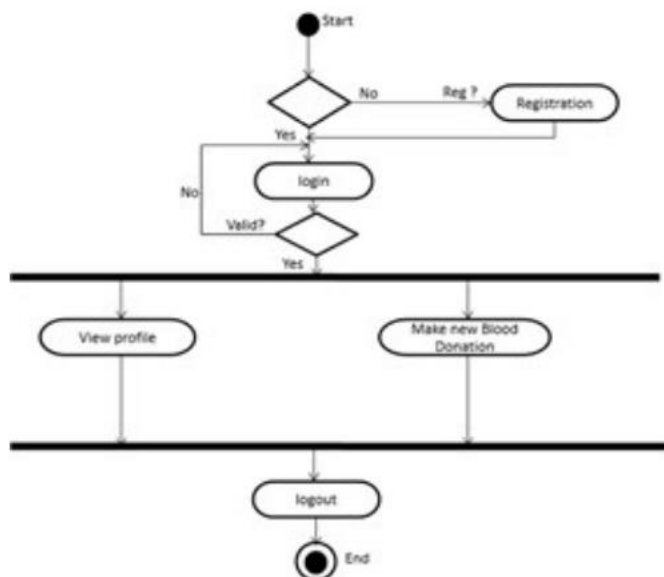 Start
No
Reg ?
Registration
Yes
login
No
Valid?
Yes
View profile
Make new Blood
Donation
logout
End